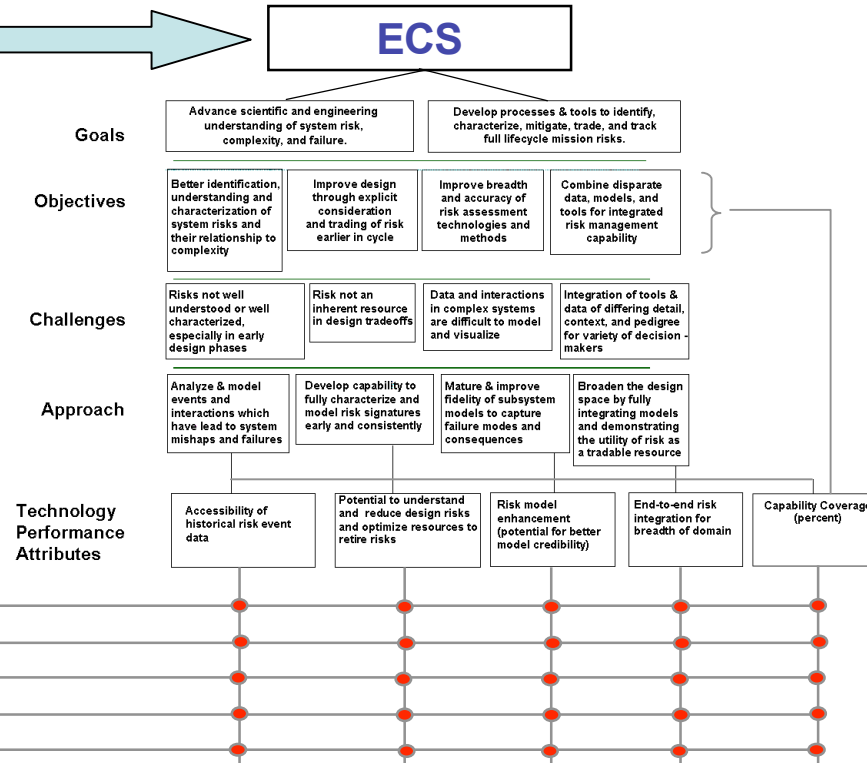 ECS
Goals
Advance scientific and engineering
understanding of system risk,
complexity, and failure.
Develop processes & tools to identify,
characterize, mitigate, trade, and track
full lifecycle mission risks.
Objectives
Better identification,
understanding and
characterization of
system risks and
their relationship to
complexity
Improve design
through explicit
consideration
and trading of risk
earlier in cycle
Improve breadth
and accuracy of
risk assessment
technologies and
methods
Combine disparate
data, models, and
tools for integrated
risk management
capability
Challenges
Risks not well
understood or well
characterized,
especially in early
design phases
Risk not an
inherent resource
in design tradeoffs
Data and interactions
in complex systems
are difficult to model
and visualize
Integration of tools &
data of differing detail,
context, and pedigree
for variety of decision -
makers
Approach
Analyze & model
events and
interactions which
have lead to system
mishaps and failures
Develop capability to
fully characterize and
model risk signatures
early and consistently
Mature & improve
fidelity of subsystem
models to capture
failure modes and
consequences
Broaden the design
space by fully
integrating models
and demonstrating
the utility of risk as
a tradable resource
Technology
Performance
Attributes
Accessibility of
historical risk event
data
Potential to understand
and reduce design risks
and optimize resources to
retire risks
Risk model
enhancement
(potential for better
model credibility)
End-to-end risk
integration for
breadth of domain
Capability Coverage
(percent)